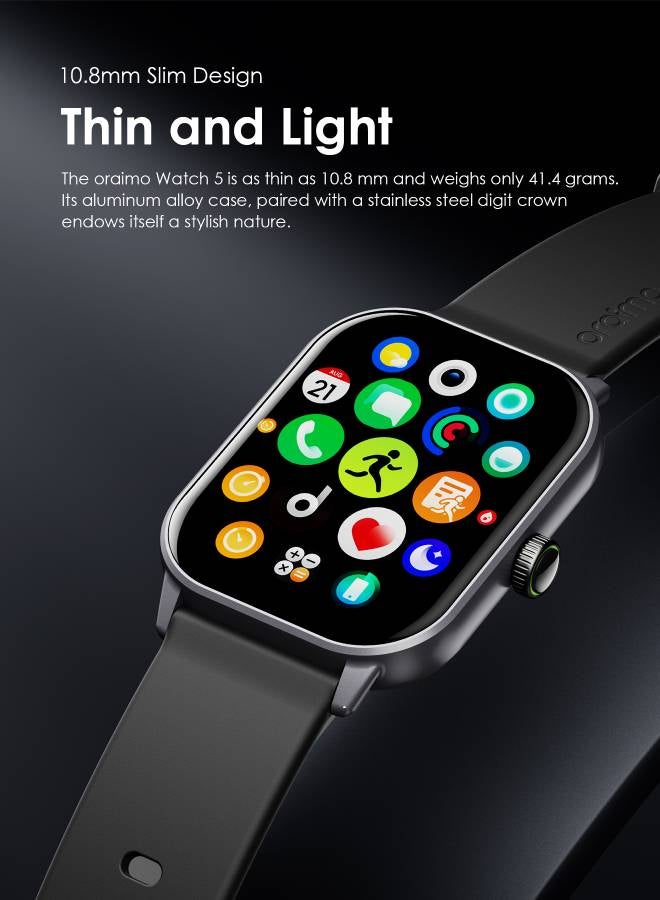 10.8mm Slim Design
Thin and Light
The oraimo Watch 5 is as thin as 10.8 mm and weighs only 41.4 grams.
Its aluminum alloy case, paired with a stainless steel digit crown
endows itself a stylish nature.
oraimo
AUG
21